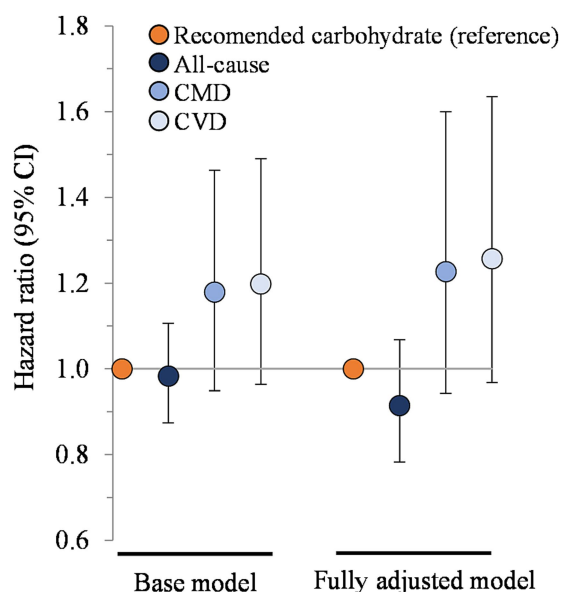 1.8
1.6
1.4
1.2
1.0
0.8
0.6
Hazard ratio (95% CI)
Recomended carbohydrate (reference)
All-cause
CMD
CVD
Base model
Fully adjusted model